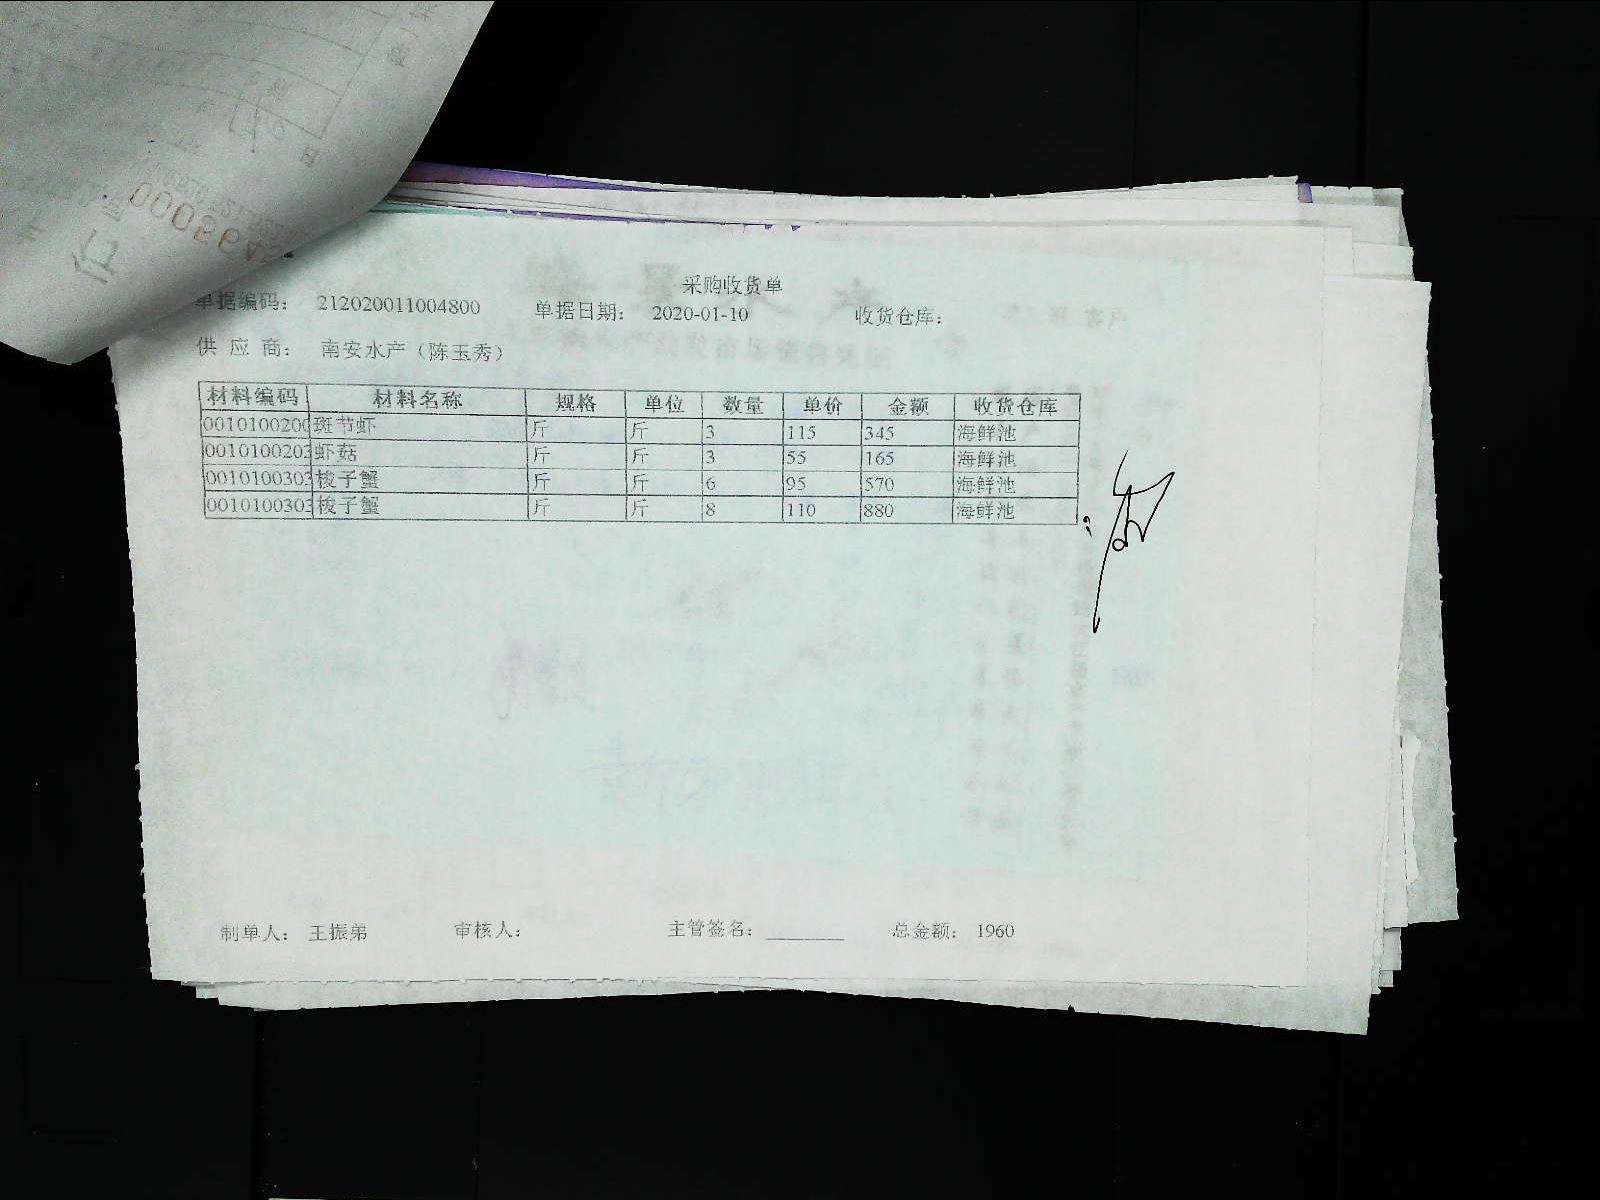 采购收货单
单据编码： 212020011004800 单据日期： 2020-01-10 收货仓库：
供 应 商： 南安水产（陈玉秀）
材料编码 材料名称 规格 单位 数量 单价 金额 收货仓库
0010100200 斑节虾 斤 斤 3 115 345 海鲜池
0010100203 虾菇 斤 斤 3 55 165 海鲜池
0010100303 梭子蟹 斤 斤 6 95 570 海鲜池
0010100303 梭子蟹 斤 斤 8 110 880 海鲜池
制单人： 王振弟 审核人： 主管签名：________ 总金额： 1960